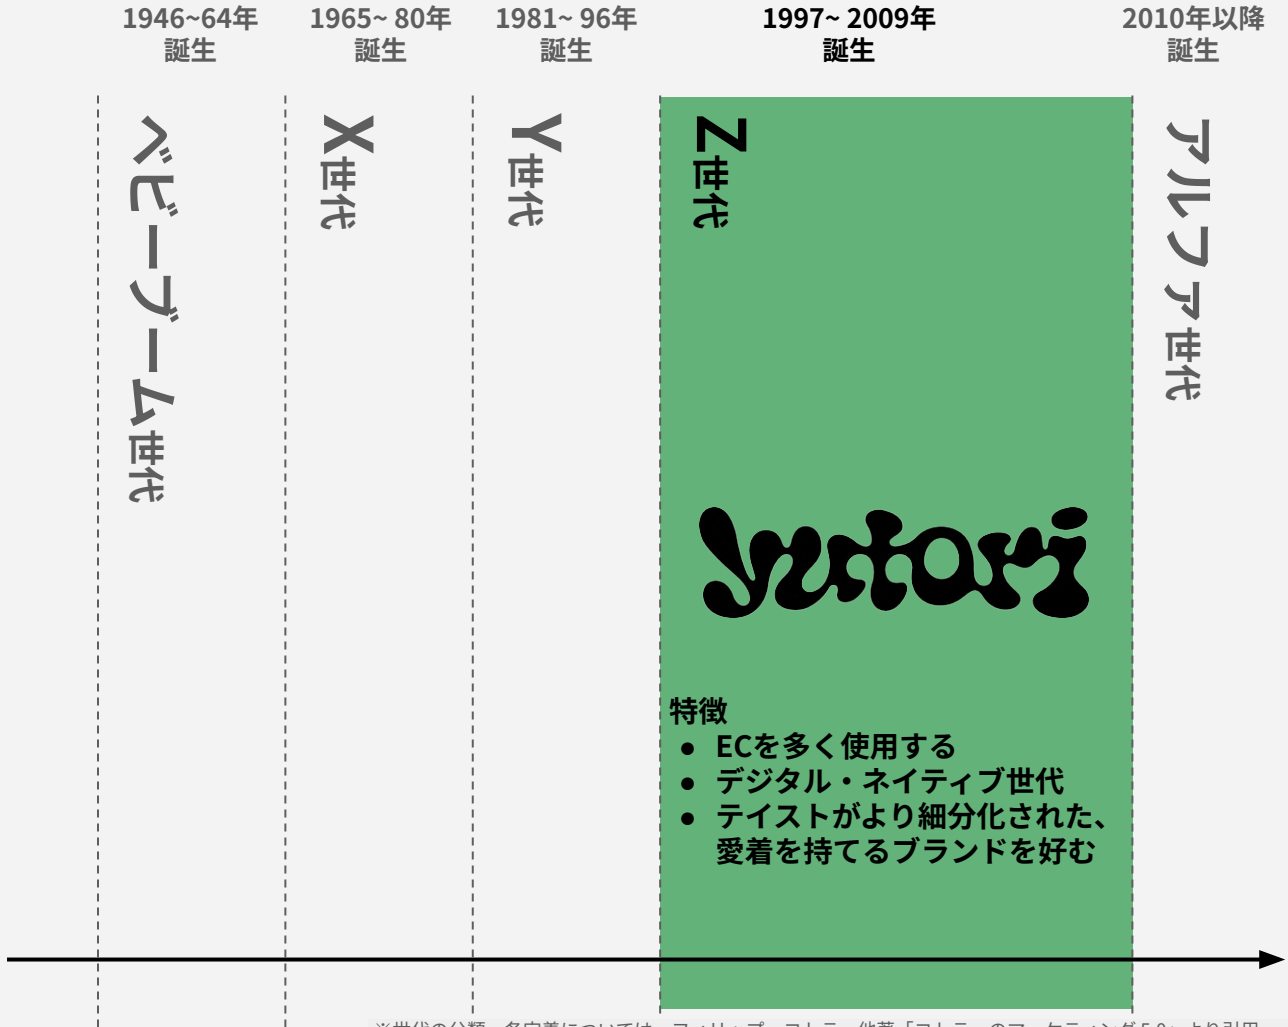 1946~64年
誕生
1965~ 80年
誕生
1981~ 96年
誕生
1997~ 2009年
誕生
2010年以降
誕生
ベビーブーム世代
X世代
Y世代
Z世代
アルファ世代
yutori
特徴
● ECを多く使用する
● デジタル・ネイティブ世代
● テイストがより細分化された、
愛着を持てるブランドを好む